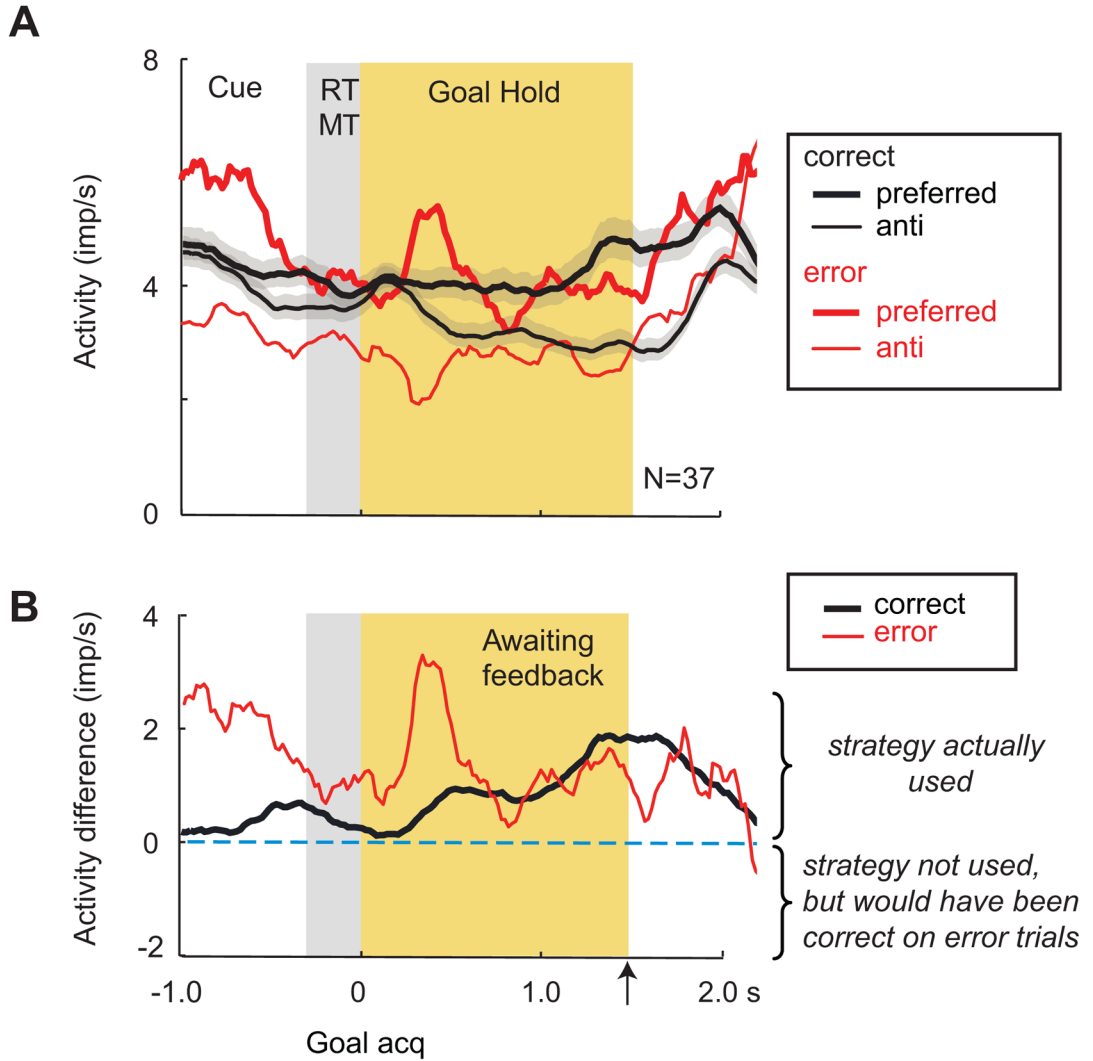 A
8
4
0
Activity (imp/s)
Cue
RT
MT
Goal Hold
N=37
correct
preferred
anti
error
preferred
anti
B
4
2
0
-2
Activity difference (imp/s)
Awaiting
feedback
correct
error
strategy actually
used
strategy not used,
but would have been
correct on error trials
-1.0
0
1.0
2.0 s
Goal acq